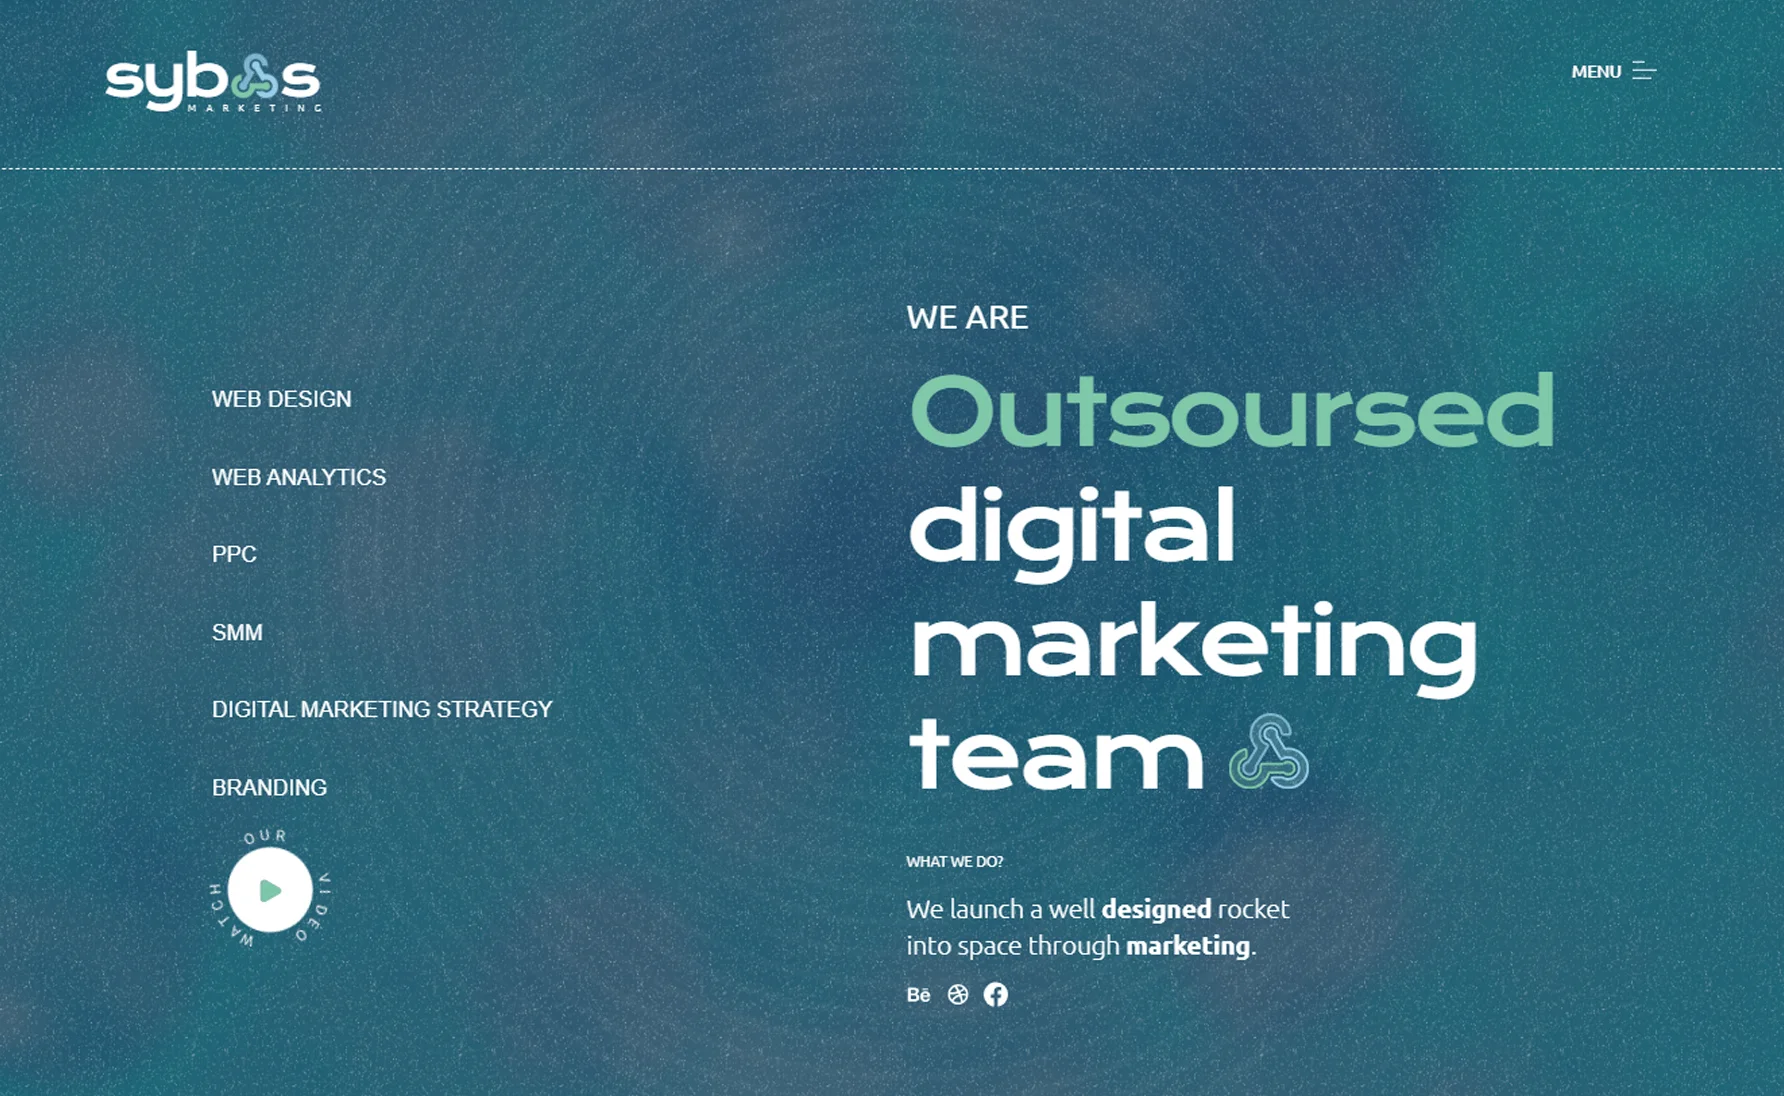 sybos
MARKETING
MENU
WE ARE
Outsoursed
digital
marketing
team
WEB DESIGN
WEB ANALYTICS
PPC
SMM
DIGITAL MARKETING STRATEGY
BRANDING
WATCH OUR VIDEO
WHAT WE DO?
We launch a well designed rocket
into space through marketing.
Bē